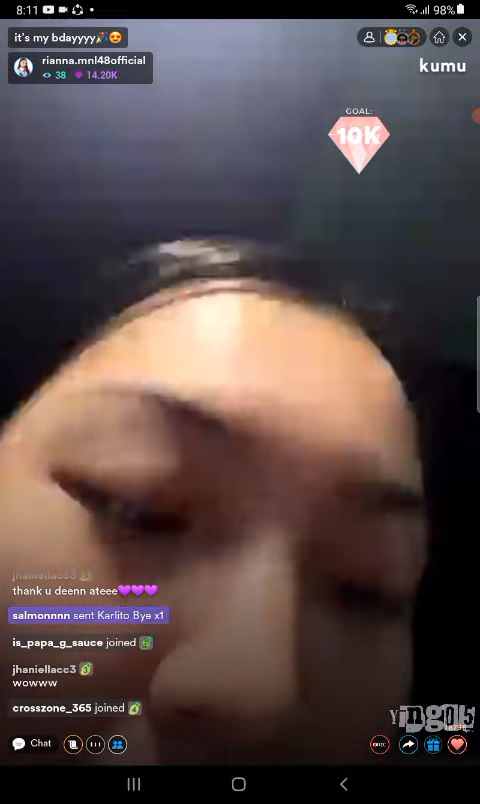 8:11
98%
it's my bdayyyy🎉😍
rianna.mnl48official
38 14.20K
kumu
GOAL:
10K
jhaniellacc3
thank u deenn ateee💜💜💜
salmonnnn sent Karlito Bye x1
is_papa_g_sauce joined
jhaniellacc3
wowww
crosszone_365 joined
Chat